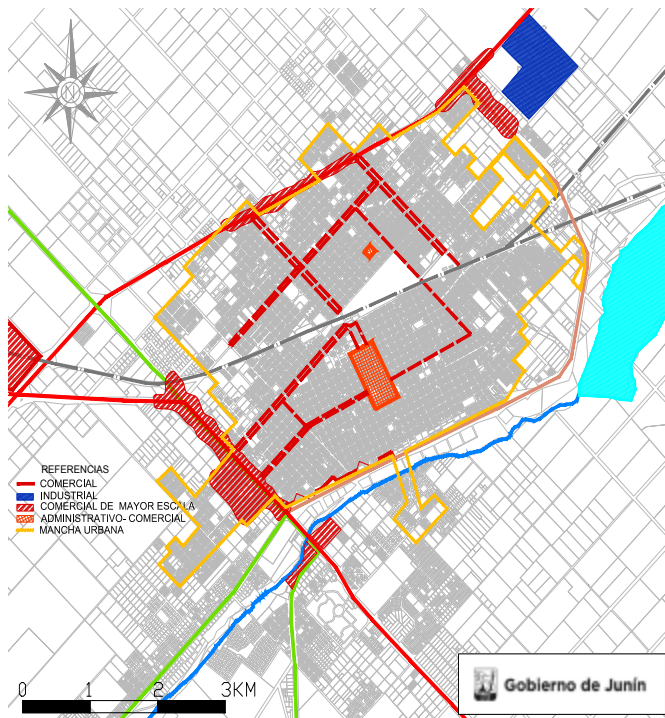 N
REFERENCIAS
COMERCIAL
INDUSTRIAL
COMERCIAL DE MAYOR ESCALA
ADMINISTRATIVO- COMERCIAL
MANCHA URBANA
0 1 2 3KM
Gobierno de Junín